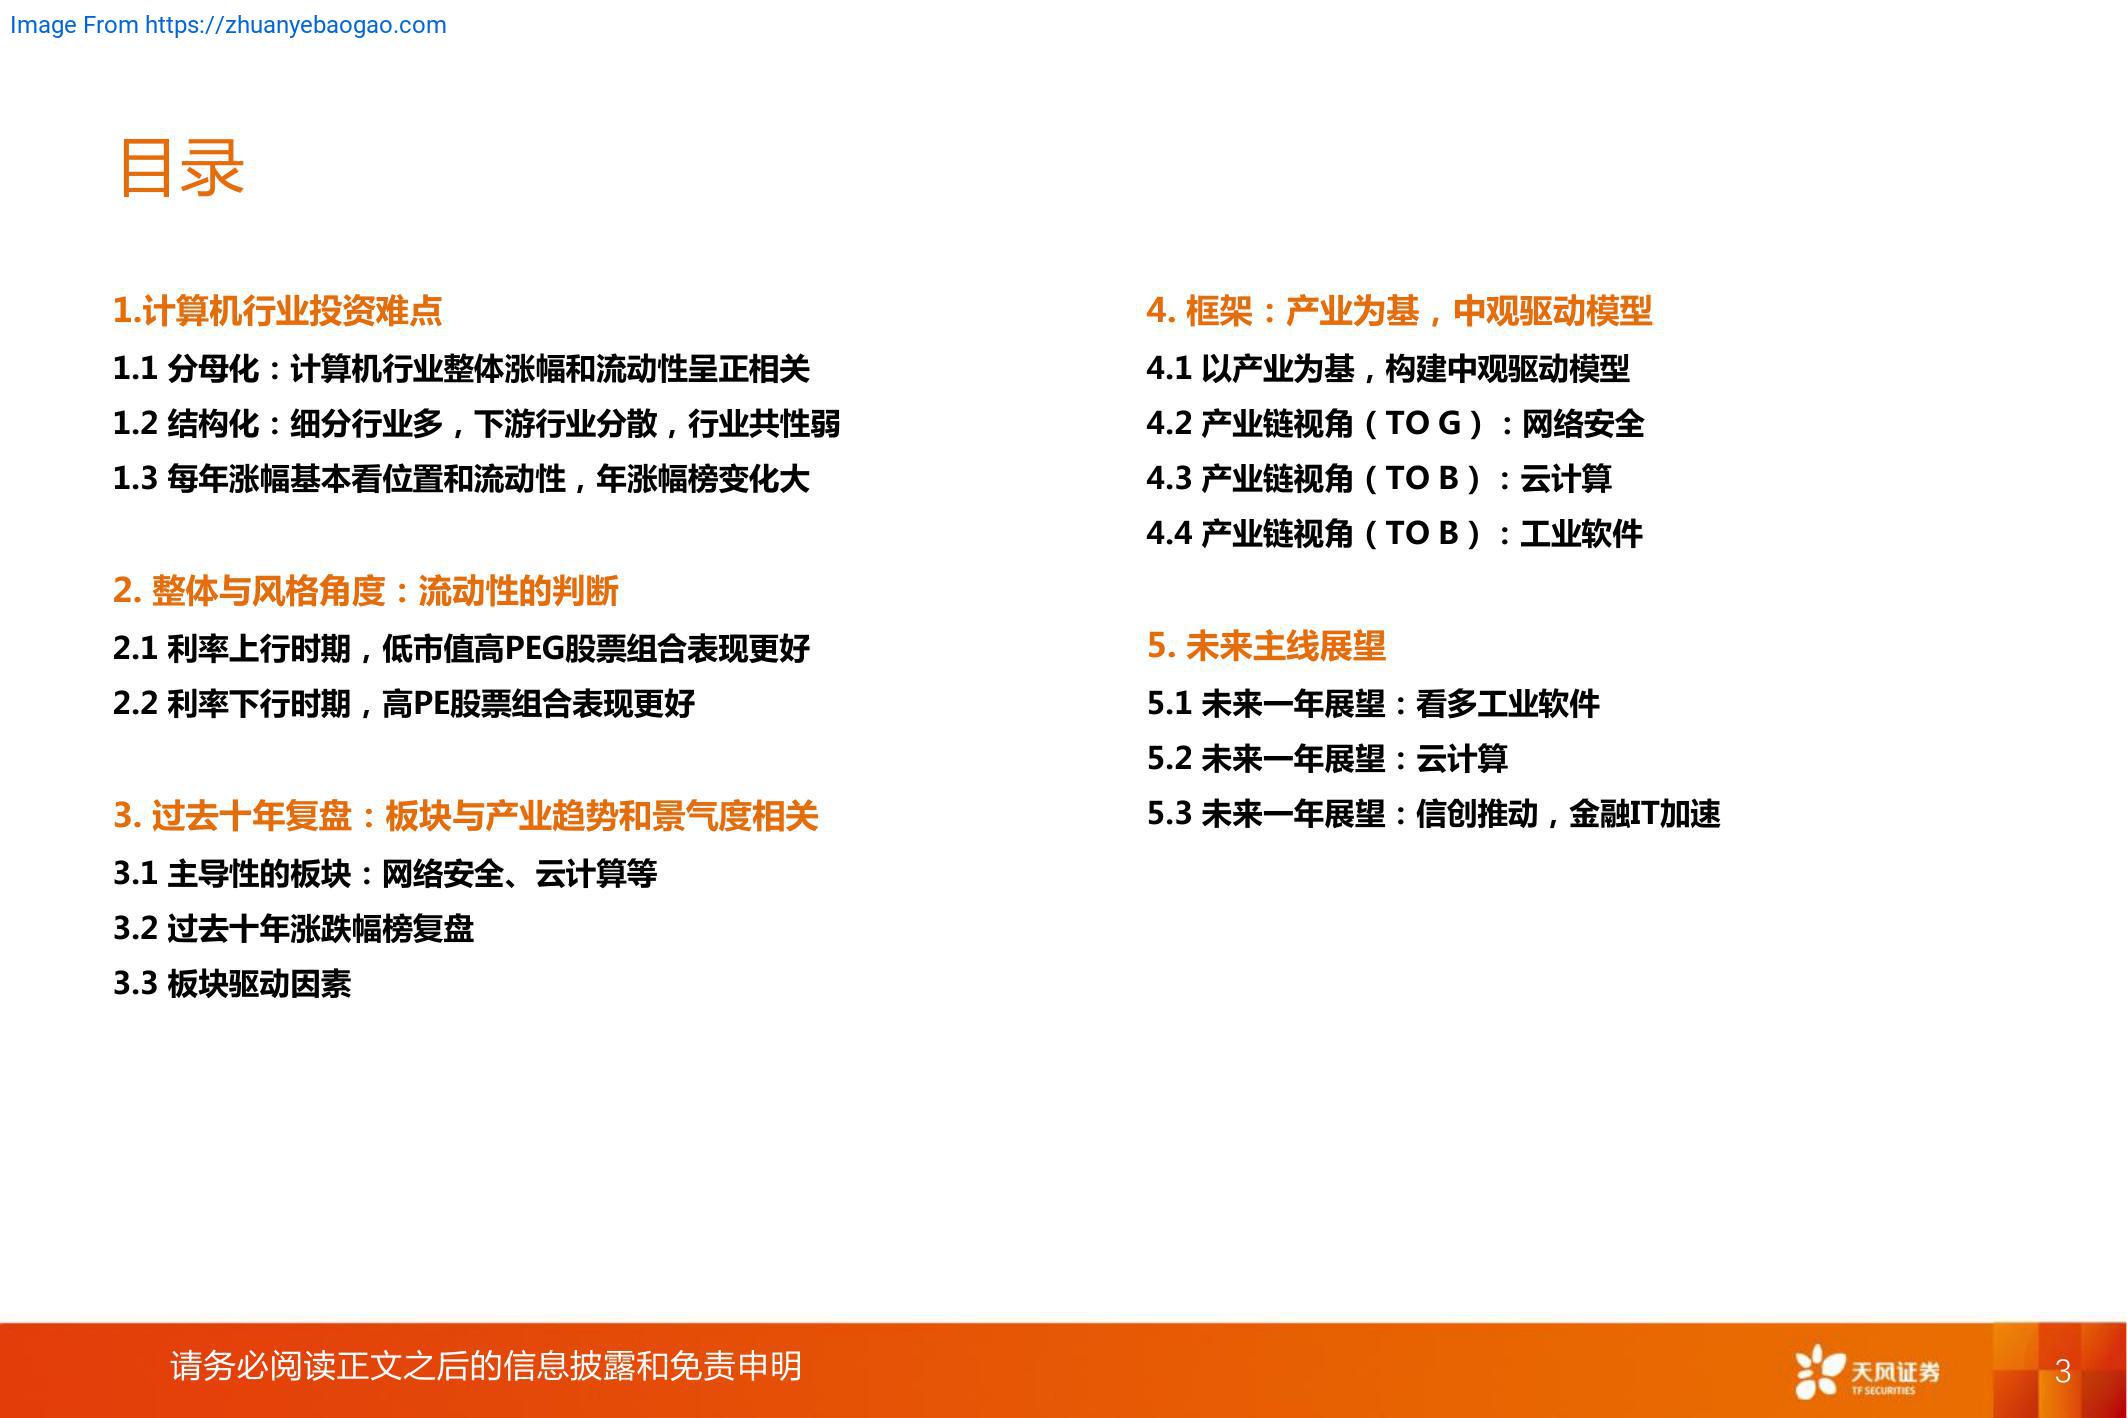 Image From https://zhuanyebaogao.com
目录
1.计算机行业投资难点
1.1 分母化：计算机行业整体涨幅和流动性呈正相关
1.2 结构化：细分行业多，下游行业分散，行业共性弱
1.3 每年涨幅基本看位置和流动性，年涨幅榜变化大
2. 整体与风格角度：流动性的判断
2.1 利率上行时期，低市值高PEG股票组合表现更好
2.2 利率下行时期，高PE股票组合表现更好
3. 过去十年复盘：板块与产业趋势和景气度相关
3.1 主导性的板块：网络安全、云计算等
3.2 过去十年涨跌幅榜复盘
3.3 板块驱动因素
4. 框架：产业为基，中观驱动模型
4.1 以产业为基，构建中观驱动模型
4.2 产业链视角（TO G）：网络安全
4.3 产业链视角（TO B）：云计算
4.4 产业链视角（TO B）：工业软件
5. 未来主线展望
5.1 未来一年展望：看多工业软件
5.2 未来一年展望：云计算
5.3 未来一年展望：信创推动，金融IT加速
请务必阅读正文之后的信息披露和免责申明
天风证券
TF SECURITIES
3